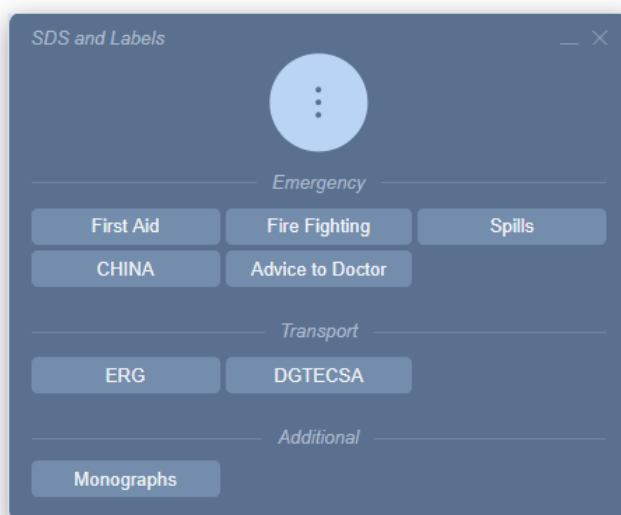 SDS and Labels
Emergency
First Aid Fire Fighting Spills
CHINA Advice to Doctor
Transport
ERG DGTECSA
Additional
Monographs